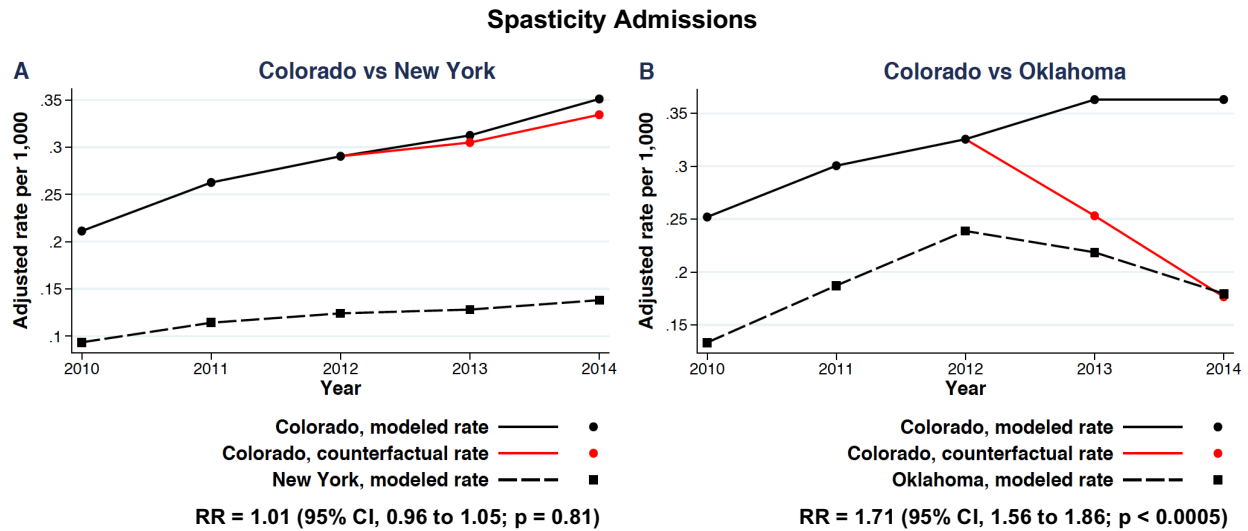 Spasticity Admissions
A
Colorado vs New York
Adjusted rate per 1,000
.35
.3
.25
.2
.15
.1
2010 2011 2012 2013 2014
Year
Colorado, modeled rate
Colorado, counterfactual rate
New York, modeled rate
RR = 1.01 (95% CI, 0.96 to 1.05; p = 0.81)
B
Colorado vs Oklahoma
Adjusted rate per 1,000
.35
.3
.25
.2
.15
2010 2011 2012 2013 2014
Year
Colorado, modeled rate
Colorado, counterfactual rate
Oklahoma, modeled rate
RR = 1.71 (95% CI, 1.56 to 1.86; p < 0.0005)